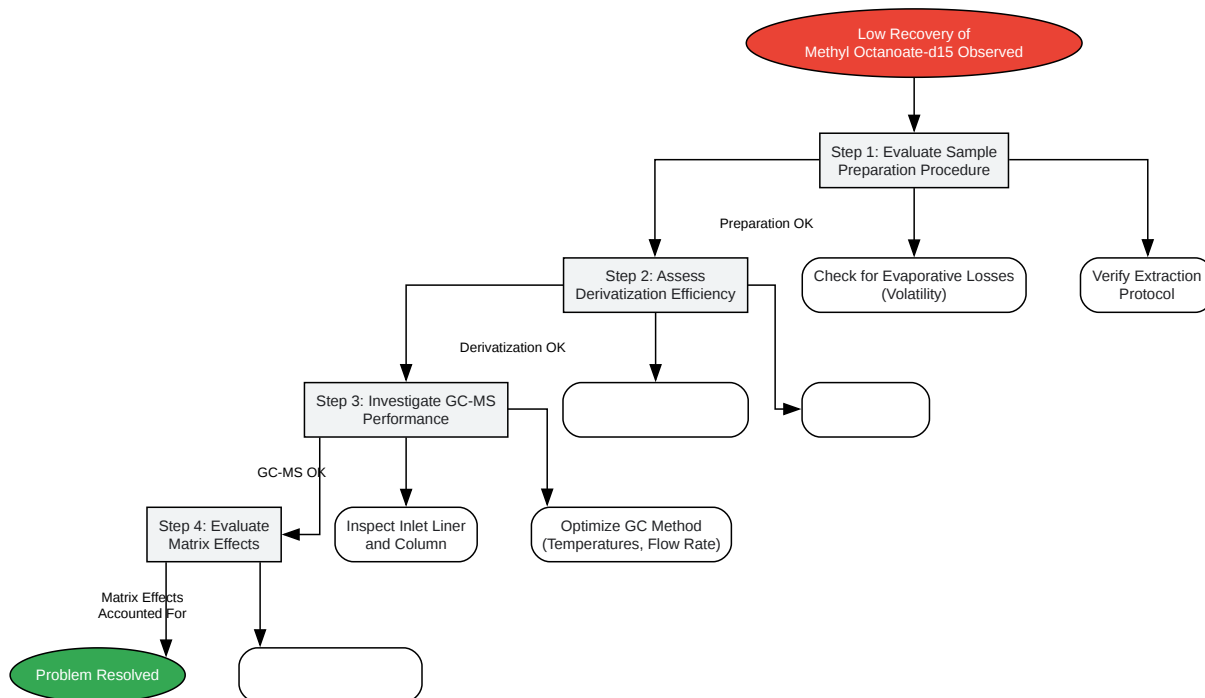 Low Recovery of
Methyl Octanoate-d15 Observed
Step 1: Evaluate Sample
Preparation Procedure
Preparation OK
Step 2: Assess
Derivatization Efficiency
Check for Evaporative Losses
(Volatility)
Verify Extraction
Protocol
Derivatization OK
Step 3: Investigate GC-MS
Performance
GC-MS OK
Step 4: Evaluate
Matrix Effects
Inspect Inlet Liner
and Column
Optimize GC Method
(Temperatures, Flow Rate)
Matrix Effects
Accounted For
Problem Resolved